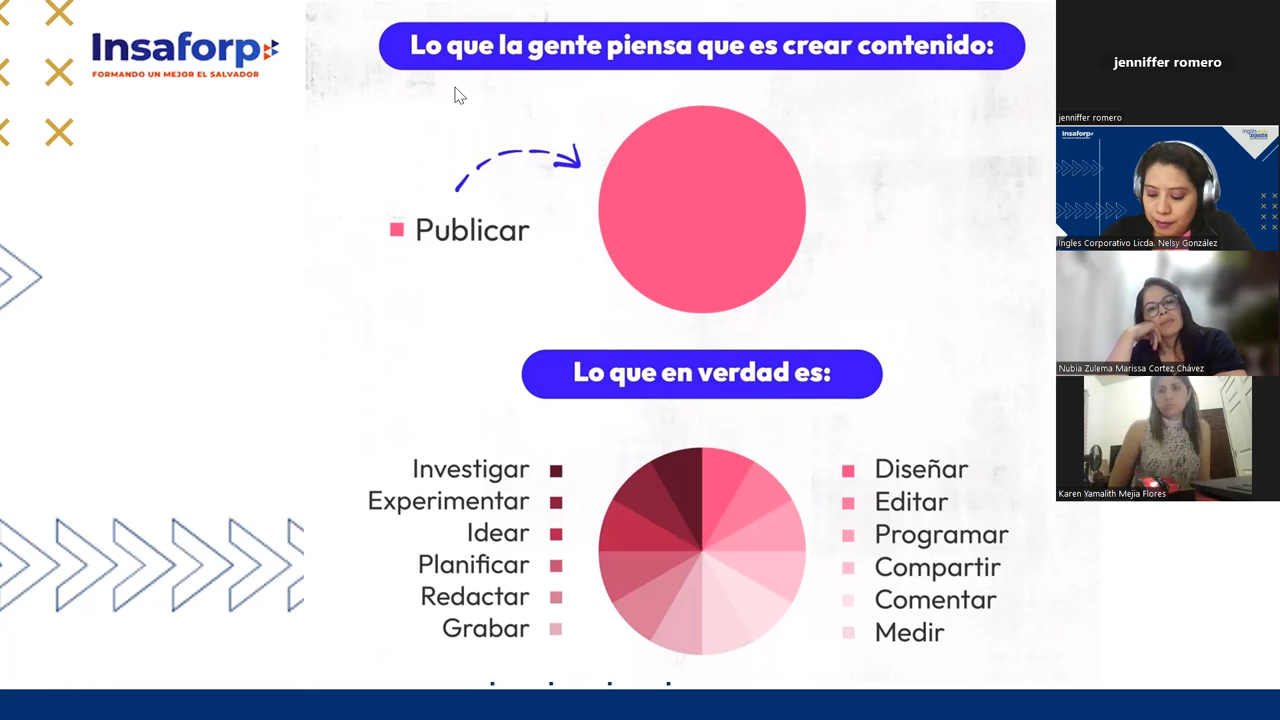 Insaforp
FORMANDO UN MEJOR EL SALVADOR
Lo que la gente piensa que es crear contenido:
Publicar
Lo que en verdad es:
Investigar
Experimentar
Idear
Planificar
Redactar
Grabar
Diseñar
Editar
Programar
Compartir
Comentar
Medir
jenniffer romero
jenniffer romero
Insaforp
Ingles Corporativo Licda. Nelsy González
Nubia Zulema Marissa Cortez Chávez
Karen Yamalith Mejia Flores